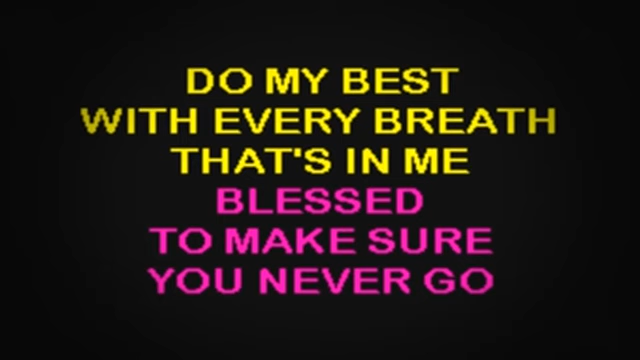 DO MY BEST
WITH EVERY BREATH
THAT'S IN ME
BLESSED
TO MAKE SURE
YOU NEVER GO